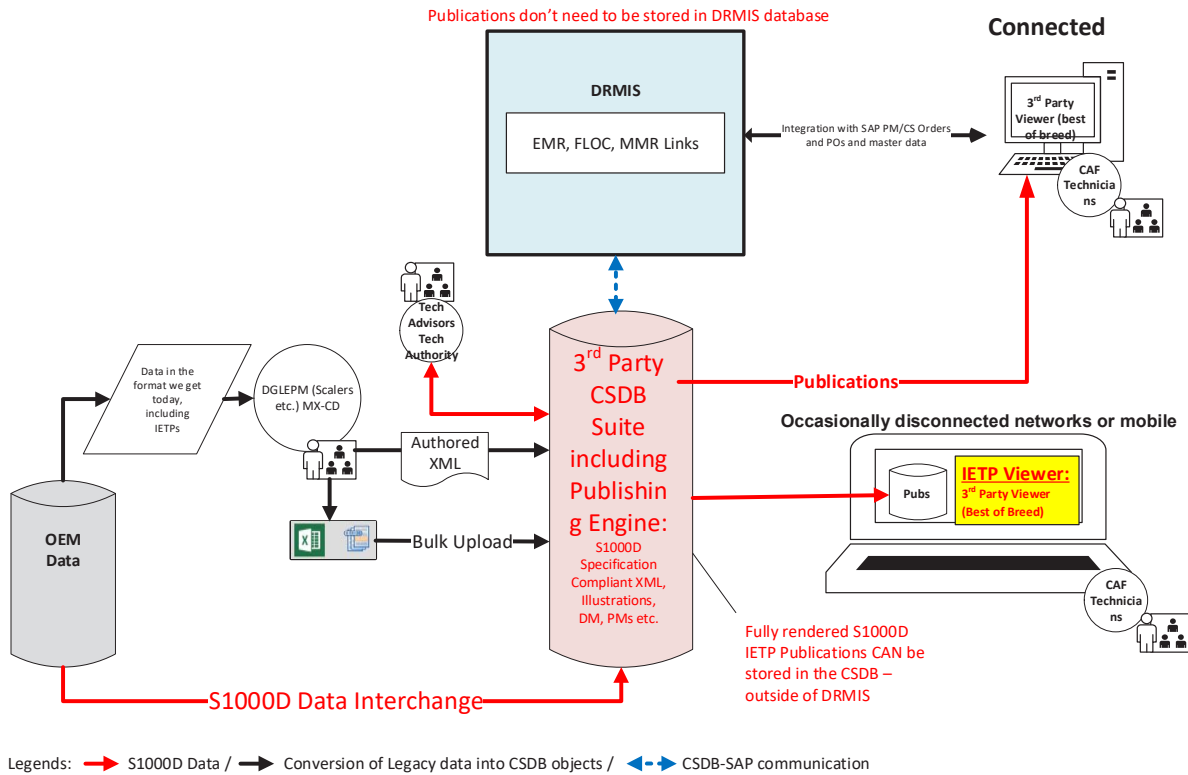 Publications don't need to be stored in DRMIS database
Connected
DRMIS
EMR, FLOC, MMR Links
Integration with SAP PM/CS Orders
and POs and master data
3rd Party
Viewer (best
of breed)
CAF
Technicia
ns
Tech
Advisors
Tech
Authority
Data in the
format we get
today,
including
IETPs
DGLEPM (Scalers
etc.) MX-CD
Authored
XML
Bulk Upload
OEM
Data
3rd Party
CSDB
Suite
including
Publishin
g Engine:
S1000D
Specification
Compliant XML,
Illustrations,
DM, PMs etc.
Publications
Occasionally disconnected networks or mobile
Pubs
IETP Viewer:
3rd Party Viewer
(Best of Breed)
CAF
Technicia
ns
Fully rendered S1000D
IETP Publications CAN be
stored in the CSDB –
outside of DRMIS
S1000D Data Interchange
Legends: S1000D Data / Conversion of Legacy data into CSDB objects / CSDB-SAP communication